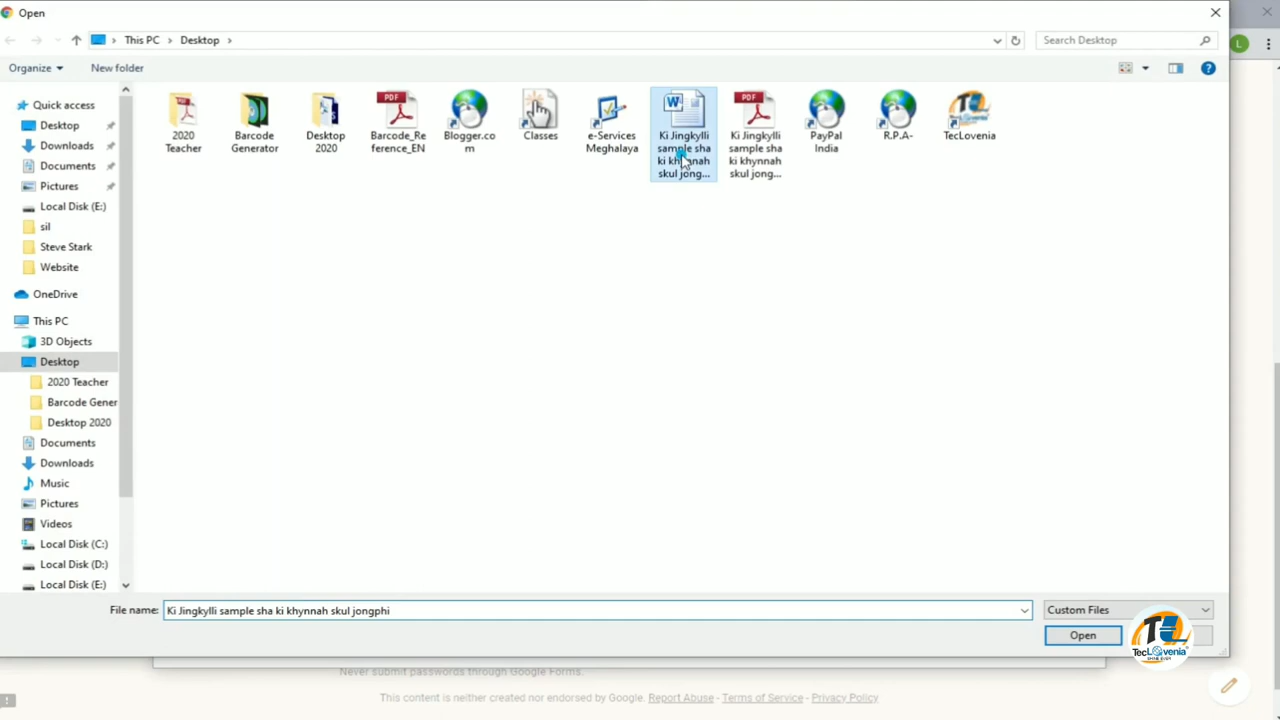 Open
This PC
Desktop
Search Desktop
Organize
New folder
Quick access
Desktop
Downloads
Documents
Pictures
Local Disk (E:)
sil
Steve Stark
Website
OneDrive
This PC
3D Objects
Desktop
2020 Teacher
Barcode Gener
Desktop 2020
Documents
Downloads
Music
Pictures
Videos
Local Disk (C:)
Local Disk (D:)
Local Disk (E:)
2020
Teacher
Barcode
Generator
Desktop
2020
PDF
Barcode_Re
ference_EN
Blogger.co
m
Classes
e-Services
Meghalaya
W
Ki Jingkylli
sample sha
ki khynnah
skul jong...
PDF
Ki Jingkylli
sample sha
ki khynnah
skul jong...
PayPal
India
R.P.A-
TecLovenia
File name:
Ki Jingkylli sample sha ki khynnah skul jongphi
Custom Files
Open
TecLovenia
L
Never submit passwords through Google Forms.
This content is neither created nor endorsed by Google. Report Abuse - Terms of Service - Privacy Policy